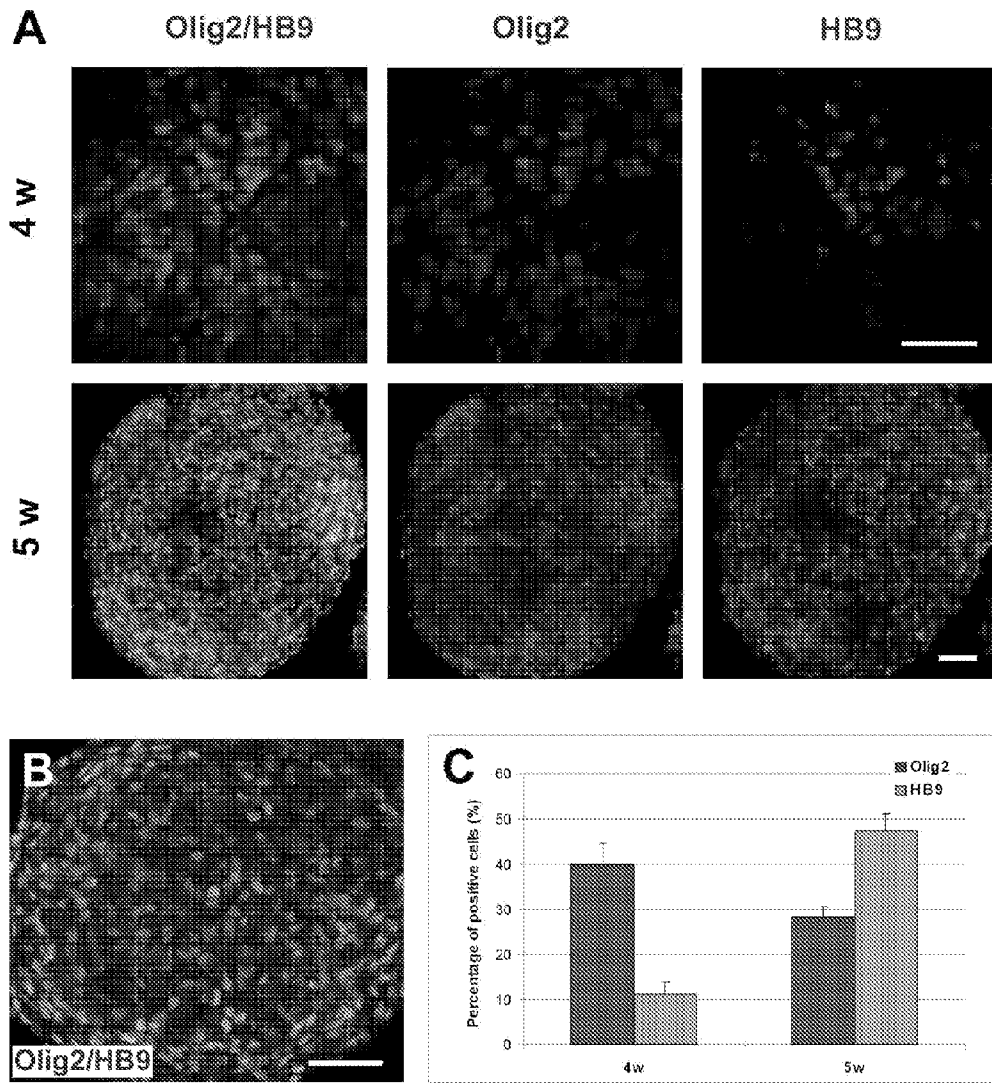 A
Olig2/HB9 Olig2 HB9
4 w
5 w
B
Olig2/HB9
C
Olig2
HB9
Percentage of positive cells (%)
60
50
40
30
20
10
0
4w 5w